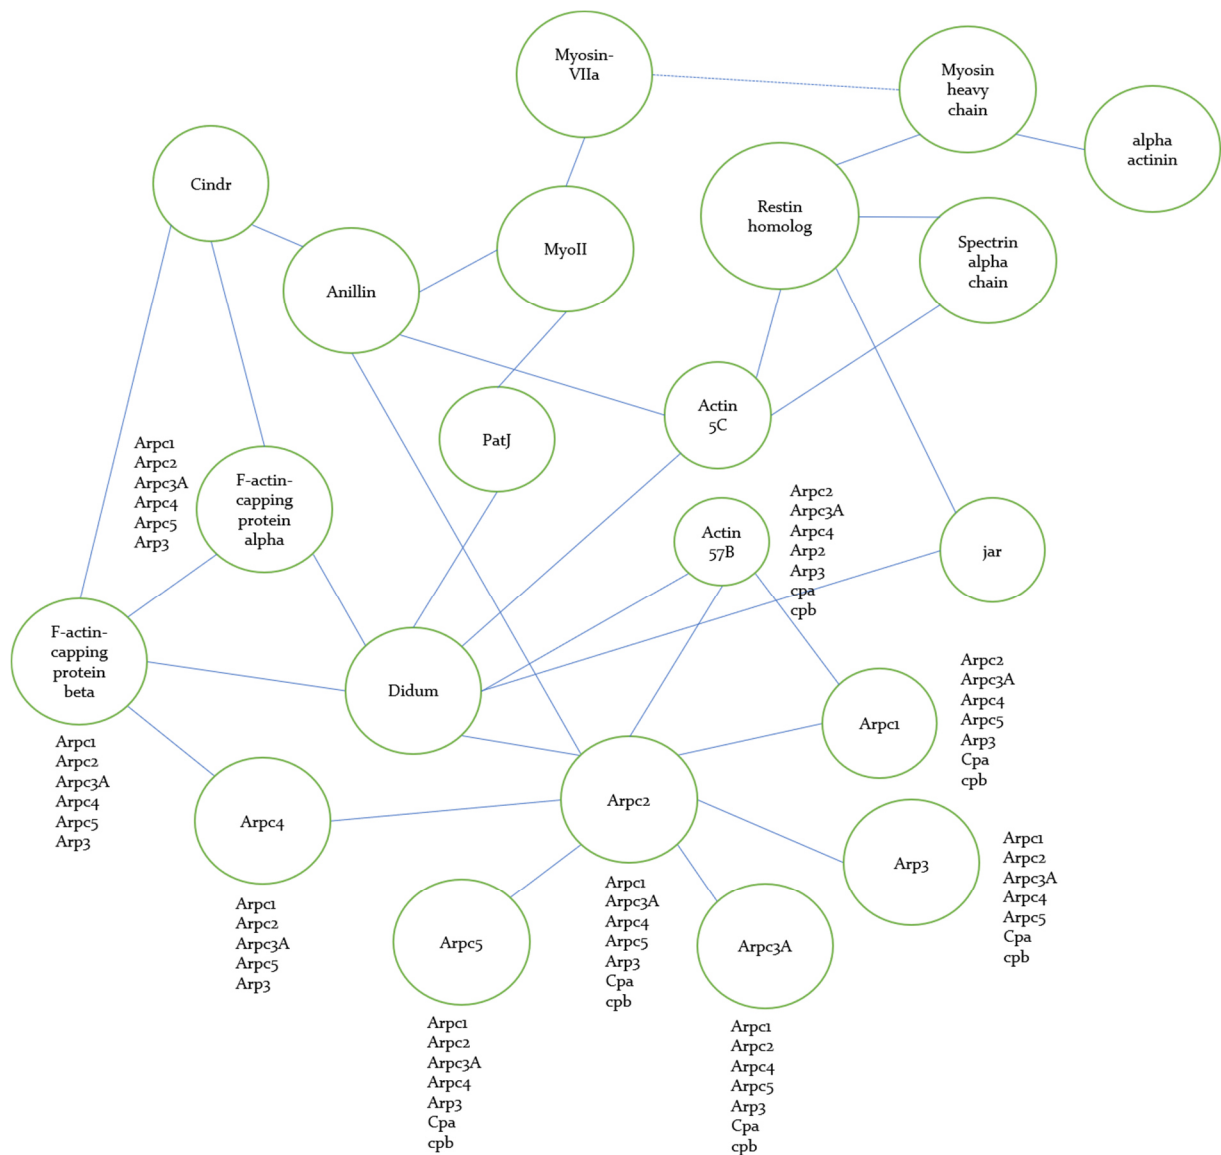 Myosin-
VIIa
Myosin
heavy
chain
alpha
actinin
Cindr
Restin
homolog
MyoII
Spectrin
alpha
chain
Anillin
Actin
5C
PatJ
Arpc1
Arpc2
Arpc3A
Arpc4
Arpc5
Arp3
F-actin-
capping
protein
alpha
Actin
57B
Arpc2
Arpc3A
Arpc4
Arp2
Arp3
cpa
cpb
jar
F-actin-
capping
protein
beta
Didum
Arpc1
Arpc2
Arpc3A
Arpc4
Arpc5
Arp3
Cpa
cpb
Arpc1
Arpc2
Arpc3A
Arpc4
Arpc5
Arp3
Arpc4
Arpc2
Arp3
Arpc1
Arpc2
Arpc3A
Arpc4
Arpc5
Cpa
cpb
Arpc1
Arpc2
Arpc3A
Arpc5
Arp3
Arpc5
Arpc1
Arpc3A
Arpc4
Arpc5
Arp3
Cpa
cpb
Arpc3A
Arpc1
Arpc2
Arpc3A
Arpc4
Arp3
Cpa
cpb
Arpc1
Arpc2
Arpc4
Arpc5
Arp3
Cpa
cpb